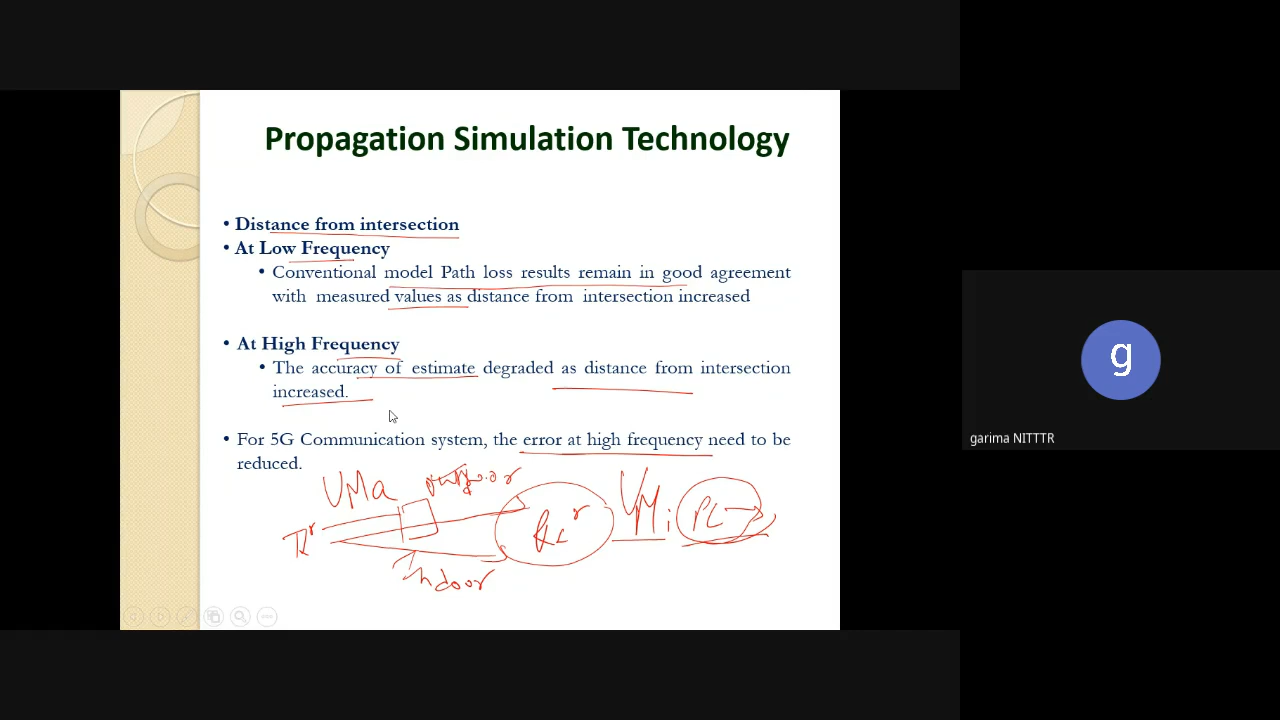 Propagation Simulation Technology
• Distance from intersection
• At Low Frequency
• Conventional model Path loss results remain in good agreement
with measured values as distance from intersection increased
• At High Frequency
• The accuracy of estimate degraded as distance from intersection
increased.
• For 5G Communication system, the error at high frequency need to be
reduced.
UMa outdoor UMi PL
Tr
Indoor
g
garima NITTTR